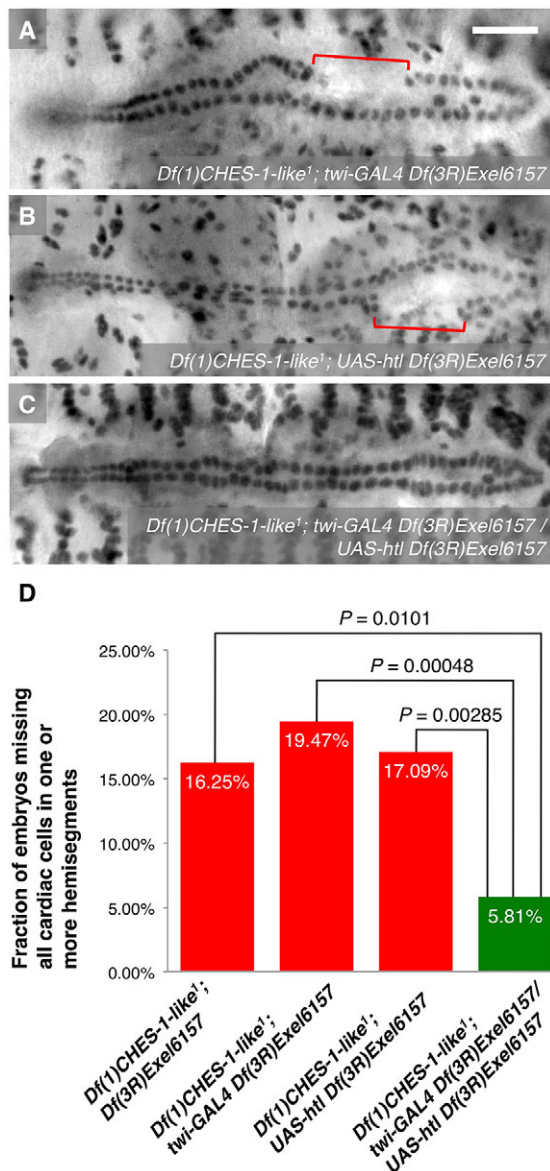 A
Df(1)CHES-1-like¹; twi-GAL4 Df(3R)Exel6157
B
Df(1)CHES-1-like¹; UAS-htl Df(3R)Exel6157
C
Df(1)CHES-1-like¹; twi-GAL4 Df(3R)Exel6157 /
UAS-htl Df(3R)Exel6157
D
P = 0.0101
P = 0.00048
P = 0.00285
Fraction of embryos missing
all cardiac cells in one or
more hemisegments
25.00%
20.00%
15.00%
10.00%
5.00%
0.00%
16.25%
19.47%
17.09%
5.81%
Df(1)CHES-1-like¹;
Df(3R)Exel6157
Df(1)CHES-1-like¹;
twi-GAL4 Df(3R)Exel6157
Df(1)CHES-1-like¹;
UAS-htl Df(3R)Exel6157
Df(1)CHES-1-like¹;
twi-GAL4 Df(3R)Exel6157/
UAS-htl Df(3R)Exel6157